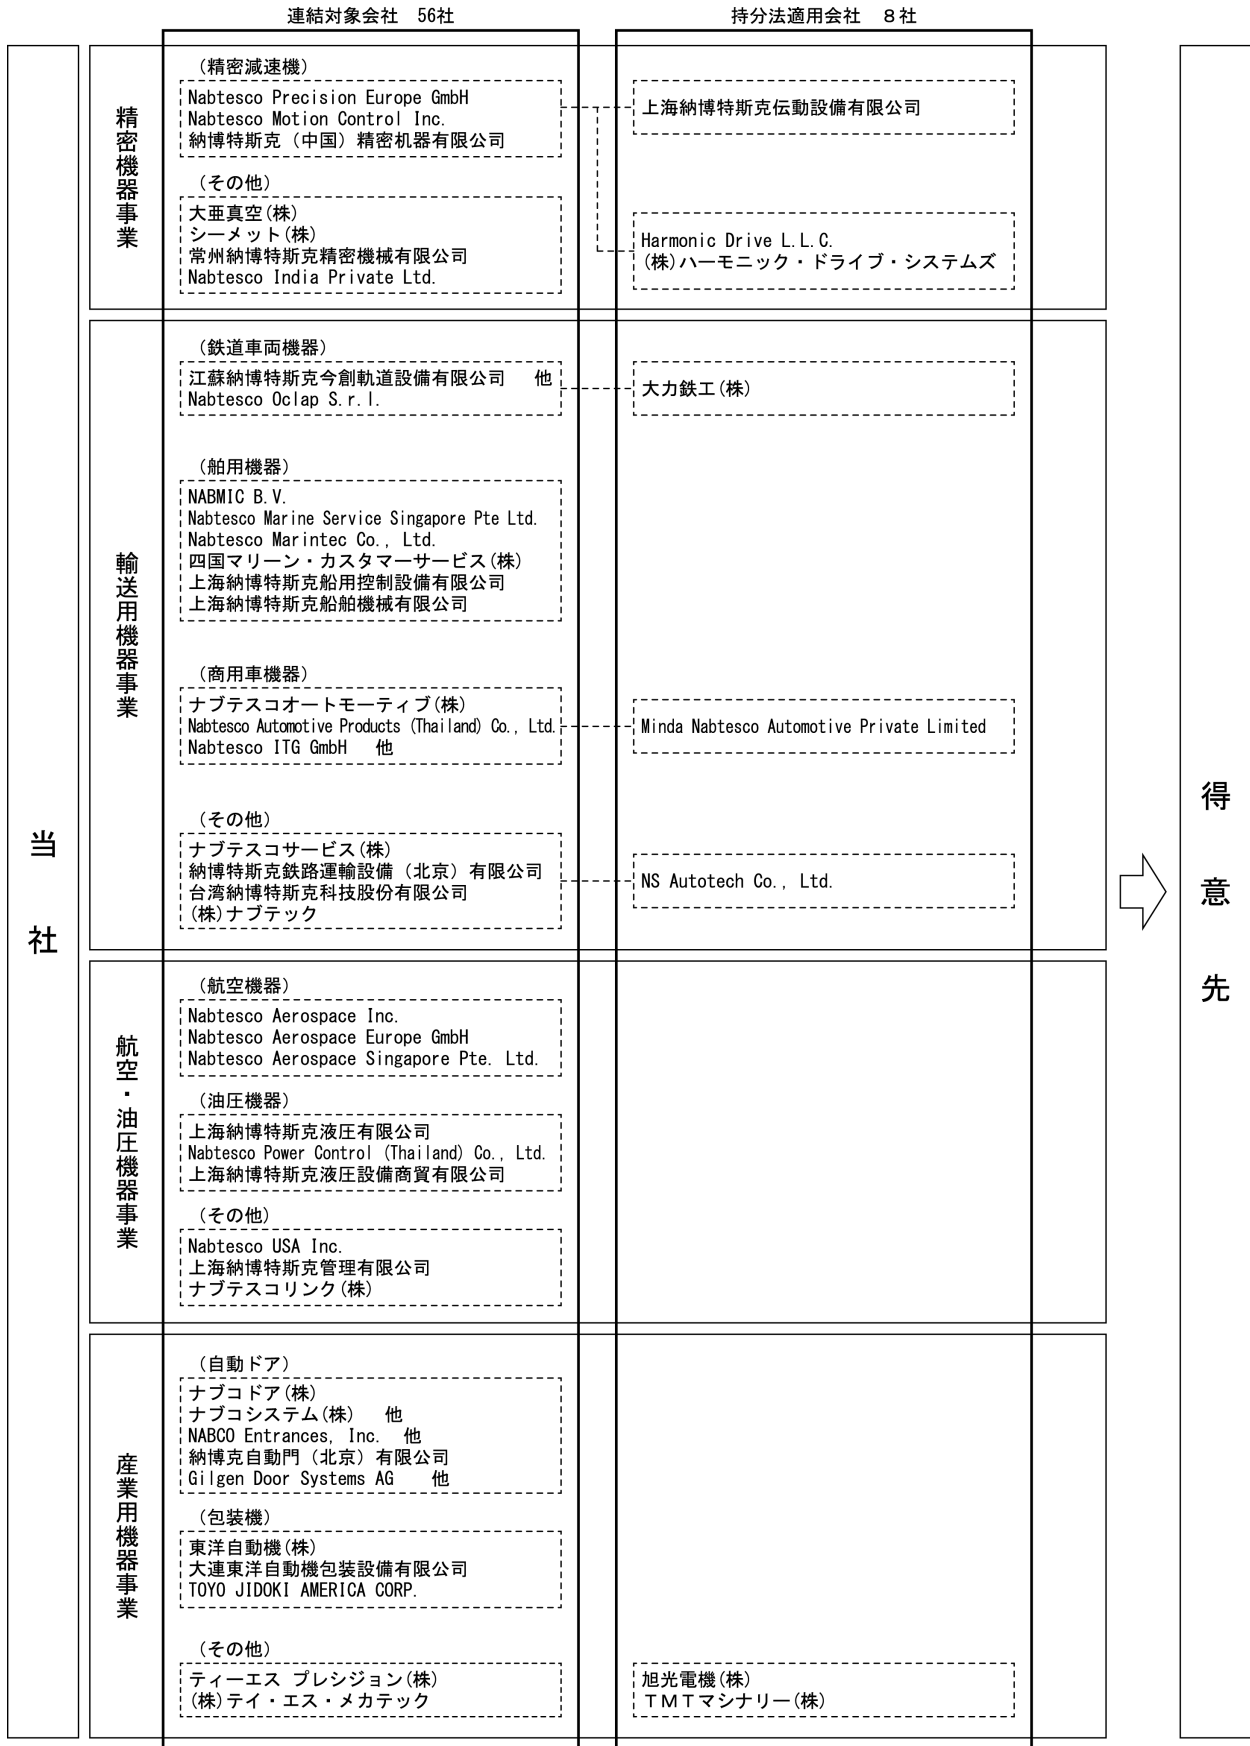 連結対象会社　56社
持分法適用会社　８社
当社
精密機器事業
（精密減速機）
Nabtesco Precision Europe GmbH
Nabtesco Motion Control Inc.
納博特斯克（中国）精密机器有限公司
上海納博特斯克伝動設備有限公司
（その他）
大亜真空(株)
シーメット(株)
常州納博特斯克精密機械有限公司
Nabtesco India Private Ltd.
Harmonic Drive L.L.C.
(株)ハーモニック・ドライブ・システムズ
輸送用機器事業
（鉄道車両機器）
江蘇納博特斯克今創軌道設備有限公司　他
Nabtesco Oclap S.r.l.
大力鉄工(株)
（舶用機器）
NABMIC B.V.
Nabtesco Marine Service Singapore Pte Ltd.
Nabtesco Marintec Co., Ltd.
四国マリーン・カスタマーサービス(株)
上海納博特斯克船用控制設備有限公司
上海納博特斯克船舶機械有限公司
（商用車機器）
ナブテスコオートモーティブ(株)
Nabtesco Automotive Products (Thailand) Co., Ltd.
Nabtesco ITG GmbH　他
Minda Nabtesco Automotive Private Limited
（その他）
ナブテスコサービス(株)
納博特斯克鉄路運輸設備（北京）有限公司
台湾納博特斯克科技股份有限公司
(株)ナブテック
NS Autotech Co., Ltd.
航空・油圧機器事業
（航空機器）
Nabtesco Aerospace Inc.
Nabtesco Aerospace Europe GmbH
Nabtesco Aerospace Singapore Pte. Ltd.
（油圧機器）
上海納博特斯克液圧有限公司
Nabtesco Power Control (Thailand) Co., Ltd.
上海納博特斯克液圧設備商貿有限公司
（その他）
Nabtesco USA Inc.
上海納博特斯克管理有限公司
ナブテスコリンク(株)
産業用機器事業
（自動ドア）
ナブコドア(株)
ナブコシステム(株)　他
NABCO Entrances, Inc.　他
納博克自動門（北京）有限公司
Gilgen Door Systems AG　他
（包装機）
東洋自動機(株)
大連東洋自動機包装設備有限公司
TOYO JIDOKI AMERICA CORP.
（その他）
ティーエス プレシジョン(株)
(株)テイ・エス・メカテック
旭光電機(株)
ＴＭＴマシナリー(株)
得意先